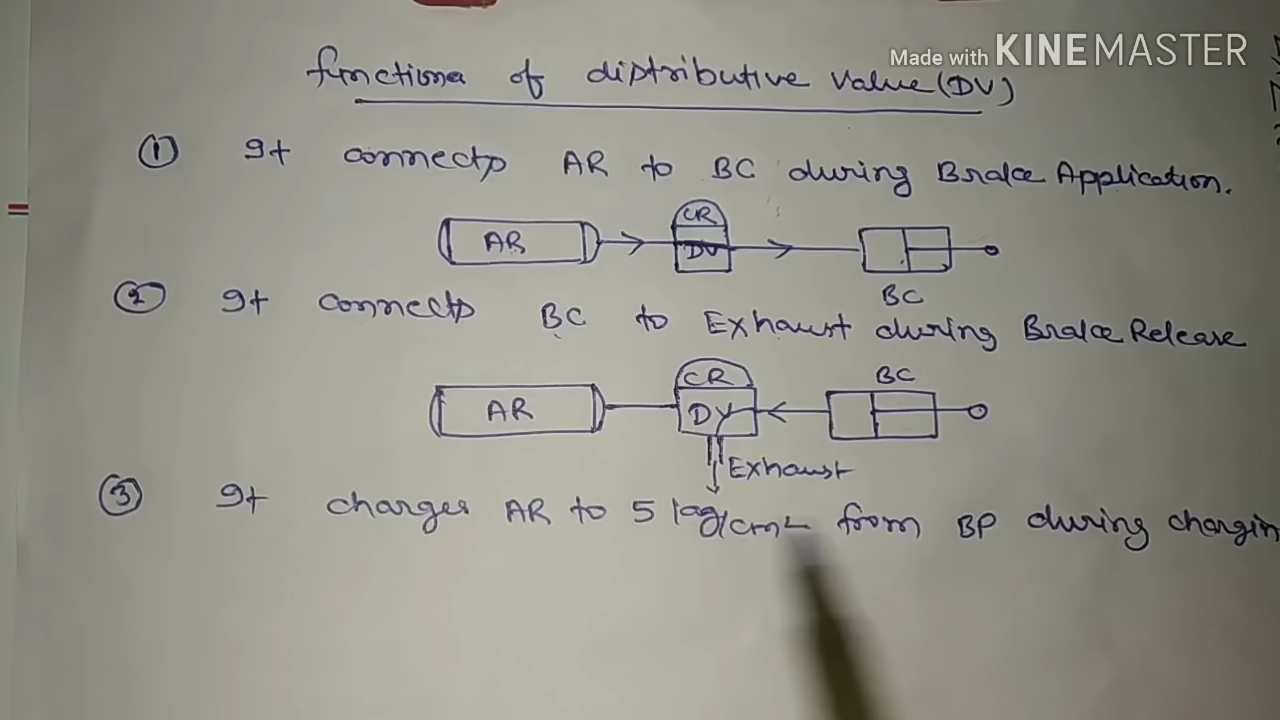 Made with KINEMASTER
functions of distributive Value (DV)
① It connects AR to BC during Brake Application.
CR
AR
DV
BC
② It connects BC to Exhaust during Brake Release
CR
BC
AR
DV
Exhaust
③ It charges AR to 5 kg/cm² from BP during chargin